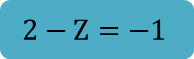 2 − Z = −1